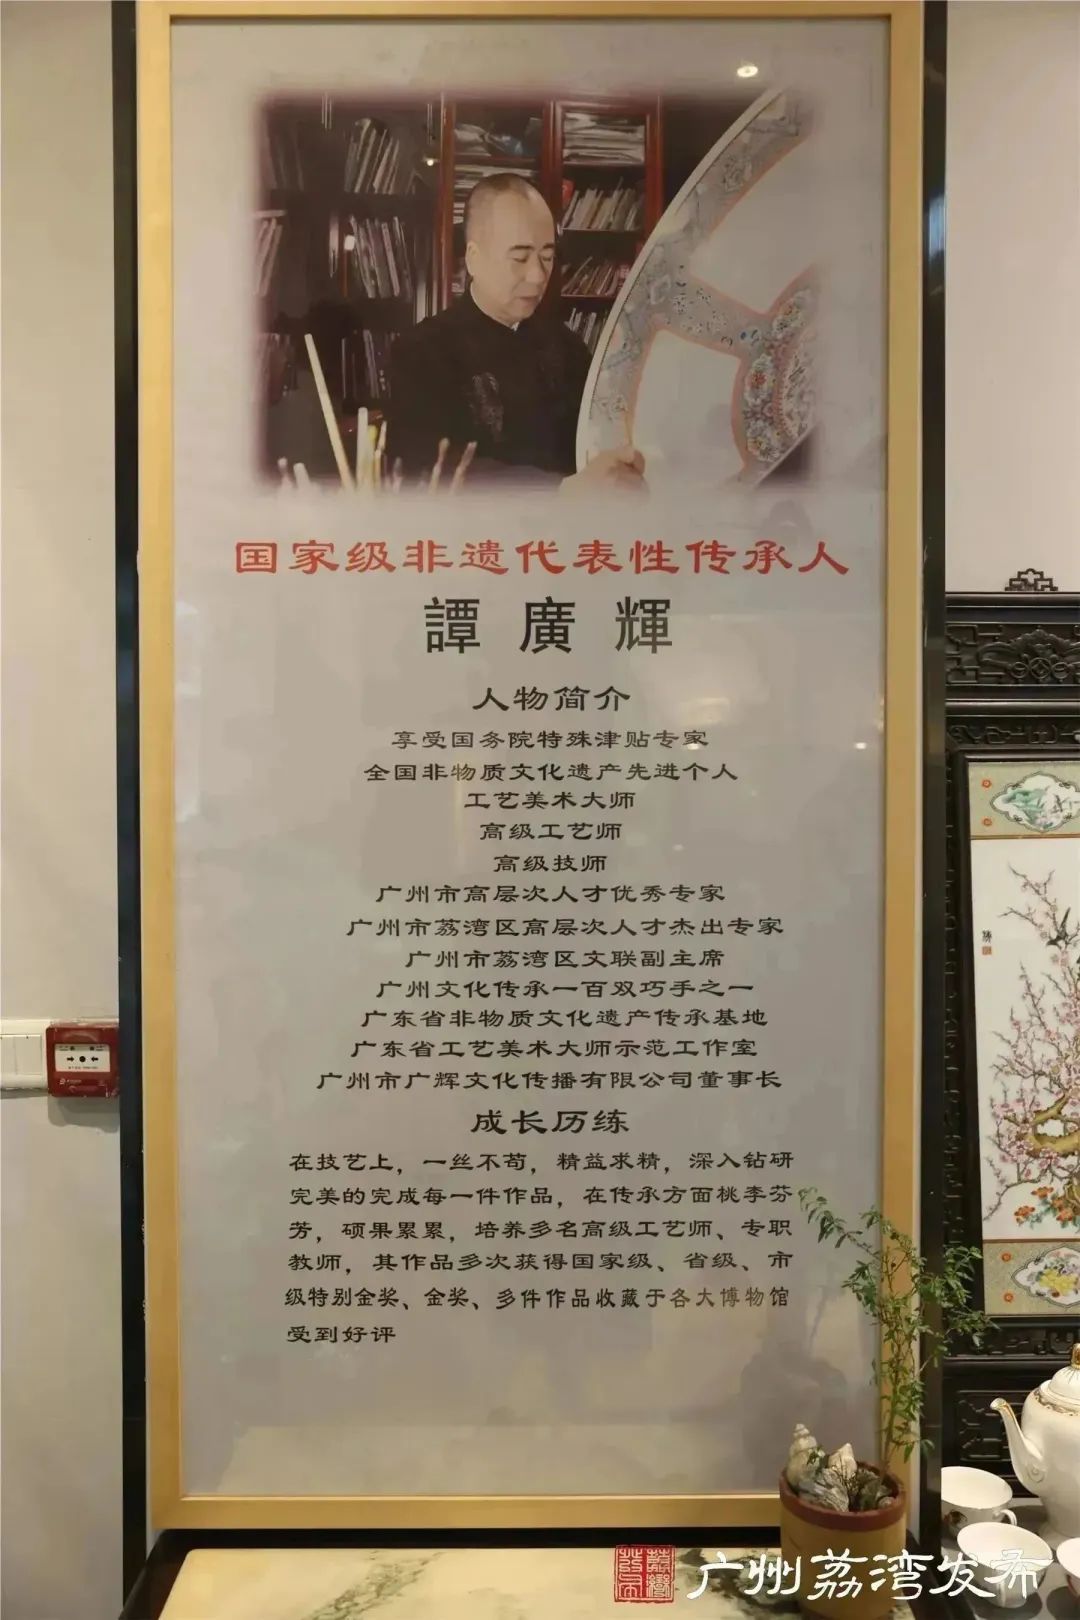 国家级非遗代表性传承人
譚廣輝
人物简介
享受国务院特殊津贴专家
全国非物质文化遗产先进个人
工艺美术大师
高级工艺师
高级技师
广州市高层次人才优秀专家
广州市荔湾区高层次人才杰出专家
广州市荔湾区文联副主席
广州文化传承一百双巧手之一
广东省非物质文化遗产传承基地
广东省工艺美术大师示范工作室
广州市广辉文化传播有限公司董事长
成长历练
在技艺上，一丝不苟，精益求精，深入钻研
完美的完成每一件作品，在传承方面桃李芬
芳，硕果累累，培养多名高级工艺师、专职
教师，其作品多次获得国家级、省级、市
级特别金奖、金奖、多件作品收藏于各大博物馆
受到好评
广州荔湾发布